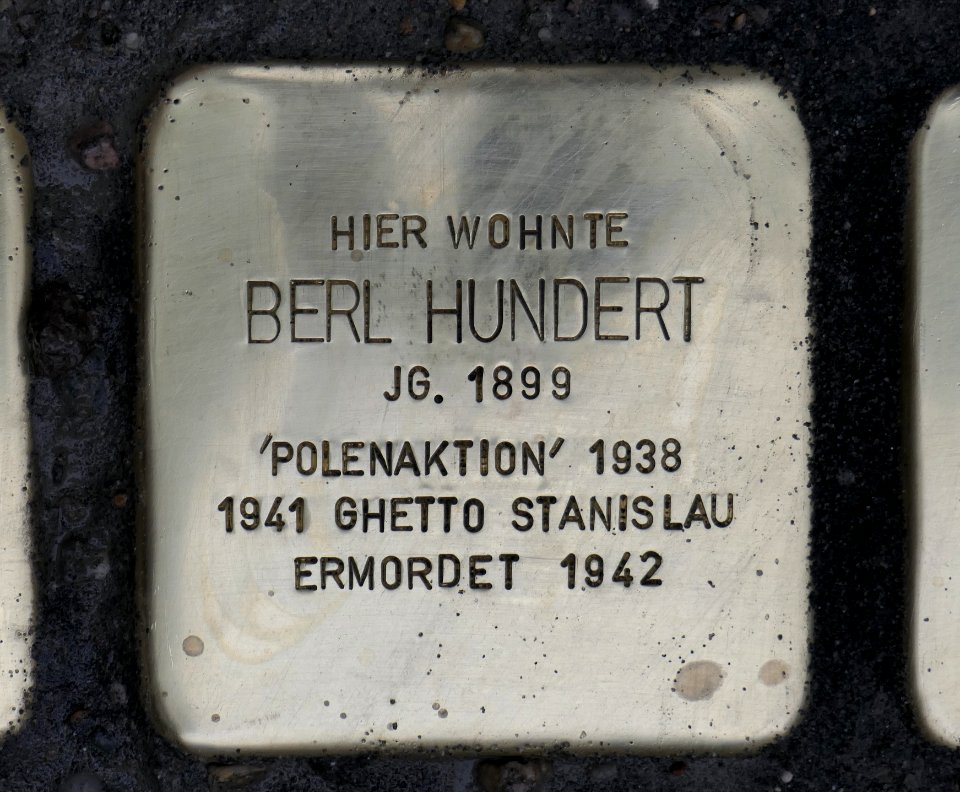 HIER WOHNTE
BERL HUNDERT
JG. 1899
'POLENAKTION' 1938
1941 GHETTO STANISLAU
ERMORDET 1942